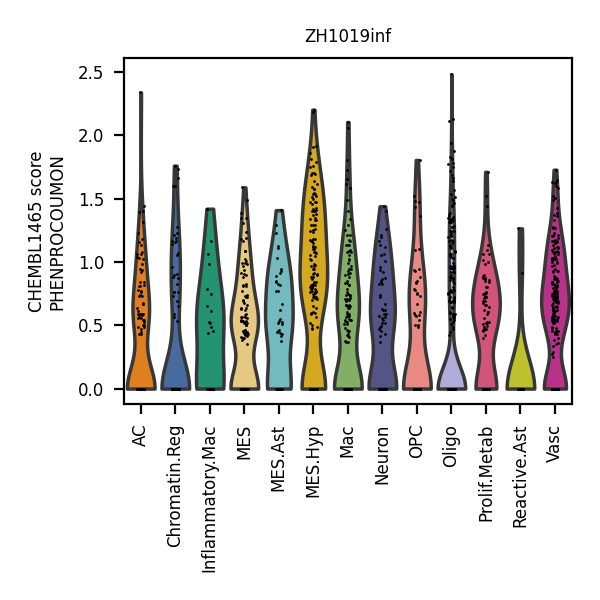 ZH1019inf
CHEMBL1465 score
PHENPROCOUMON
2.5
2.0
1.5
1.0
0.5
0.0
AC
Chromatin.Reg
Inflammatory.Mac
MES
MES.Ast
MES.Hyp
Mac
Neuron
OPC
Oligo
Prolif.Metab
Reactive.Ast
Vasc